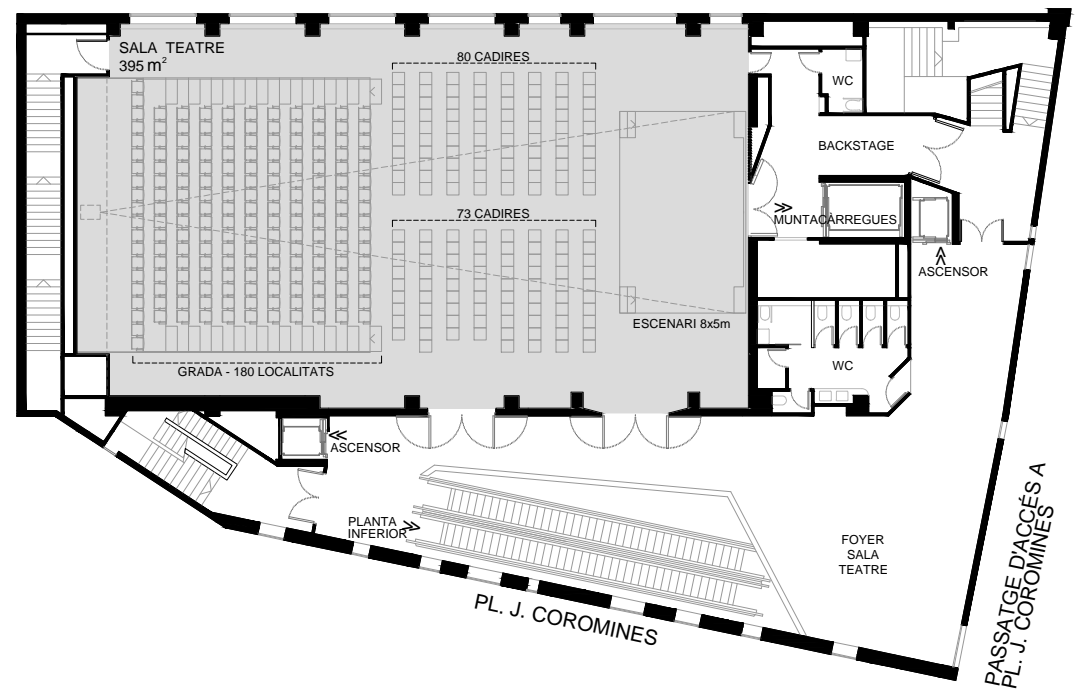 SALA TEATRE
395 m²
80 CADIRES
WC
BACKSTAGE
73 CADIRES
MUNTACÀRREGUES
ASCENSOR
ESCENARI 8x5m
GRADA - 180 LOCALITATS
WC
ASCENSOR
PLANTA
INFERIOR
FOYER
SALA
TEATRE
PL. J. COROMINES
PASSATGE D'ACCÉS A
PL. J. COROMINES